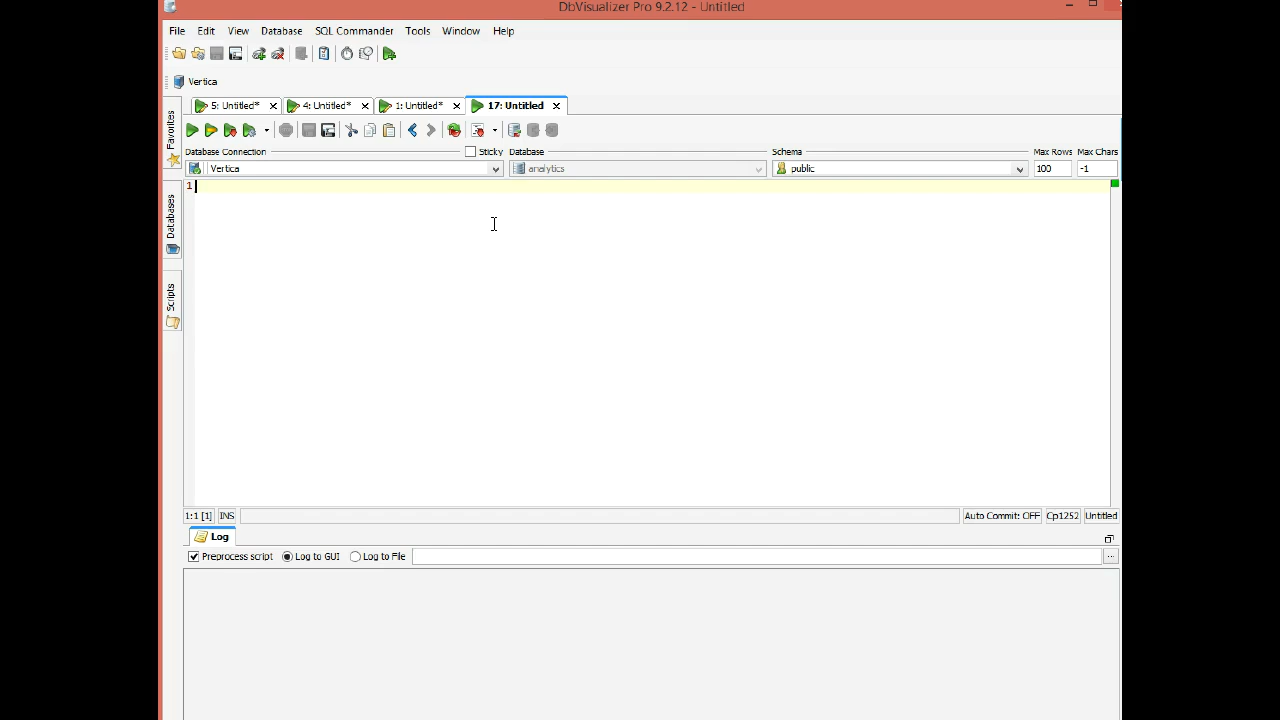 DbVisualizer Pro 9.2.12 - Untitled
File Edit View Database SQL Commander Tools Window Help
Vertica
5: Untitled* 4: Untitled* 1: Untitled* 17: Untitled
Favorites
Databases
Scripts
Database Connection Sticky Database Schema Max Rows Max Chars
Vertica analytics public 100 -1
1
1:1 [1] INS Auto Commit: OFF Cp1252 Untitled
Log
Preprocess script Log to GUI Log to File ...